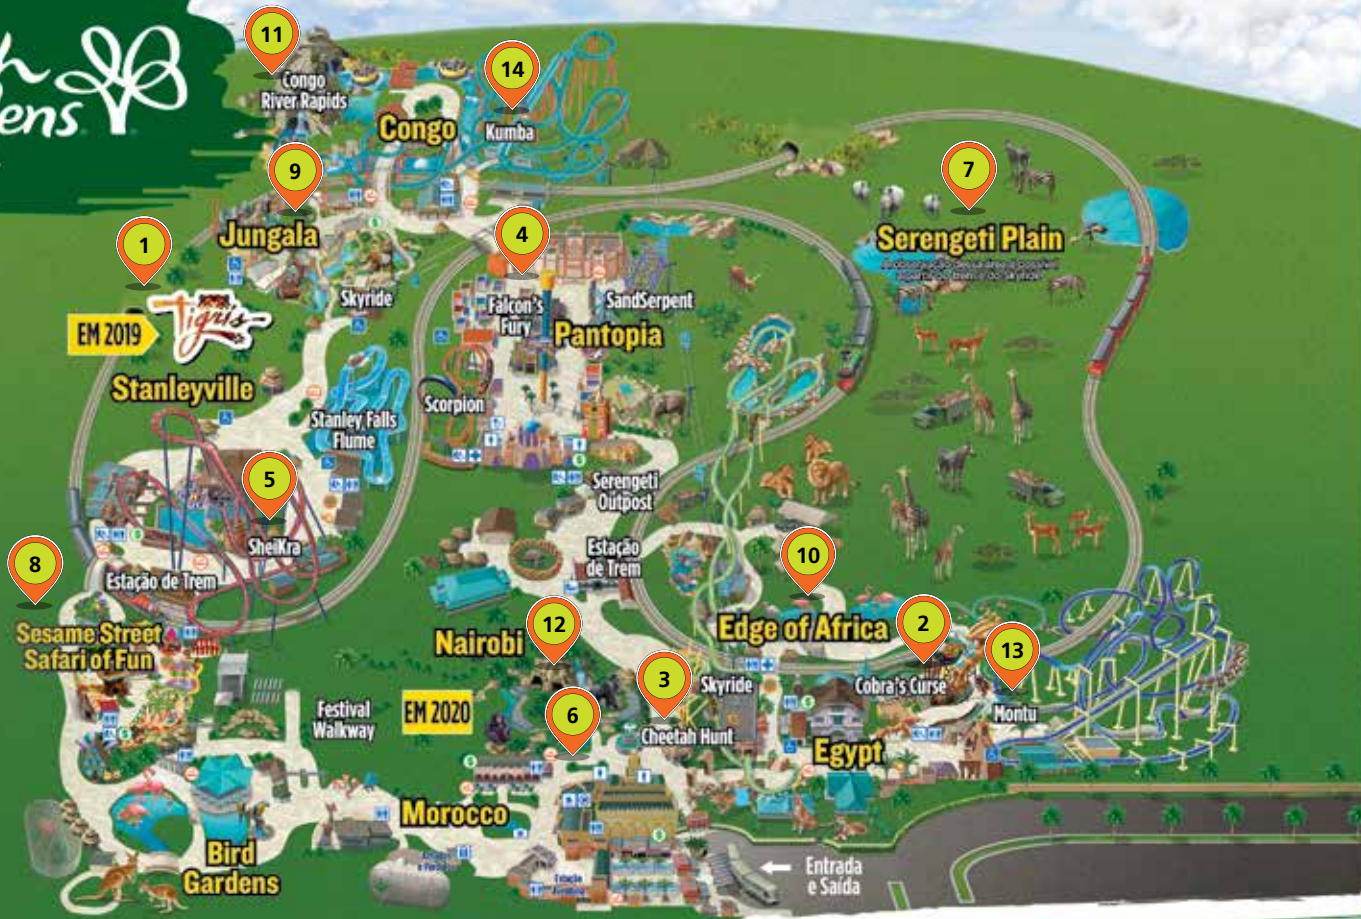 11
Congo
River Rapids
14
Kumba
Congo
9
Jungala
7
Serengeti Plain
1
4
Skyride
Falcon's
Fury
SandSerpent
Pantopia
EM 2019
Tigris
Stanleyville
Stanley Falls
Flume
Scorpion
5
SheiKra
Serengeti
Outpost
Estação
de Trem
10
8
Estação de Trem
Sesame Street
Safari of Fun
Nairobi
12
Edge of Africa
2
13
3
Skyride
Cobra's Curse
Montu
Festival
Walkway
EM 2020
6
Cheetah Hunt
Egypt
Morocco
Bird
Gardens
Entrada
e Saída